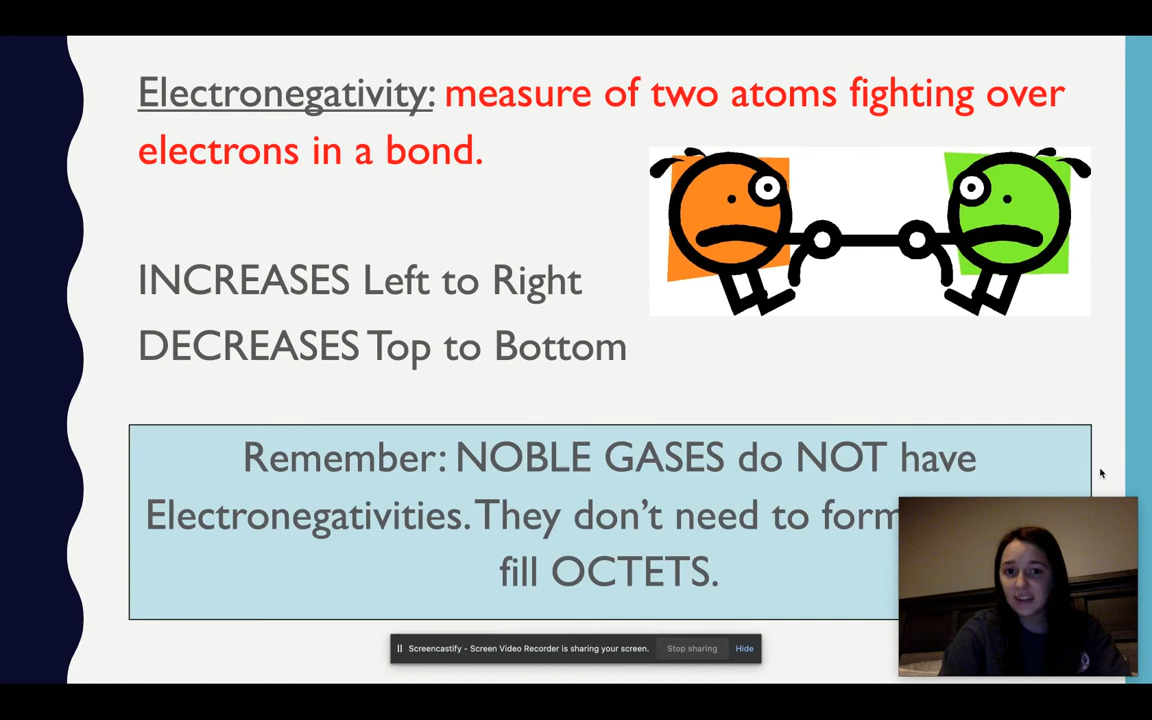 Electronegativity: measure of two atoms fighting over
electrons in a bond.
INCREASES Left to Right
DECREASES Top to Bottom
Remember: NOBLE GASES do NOT have
Electronegativities. They don't need to form
fill OCTETS.
Screencastify - Screen Video Recorder is sharing your screen. Stop sharing Hide